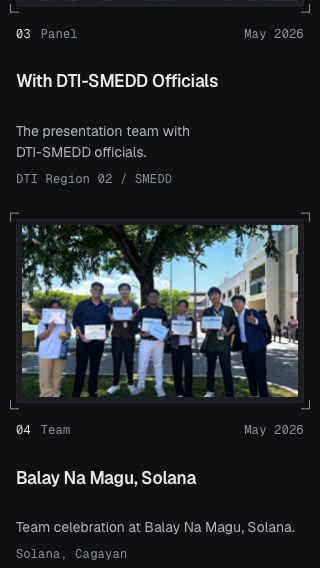 03 Panel May 2026
With DTI-SMEDD Officials
The presentation team with
DTI-SMEDD officials.
DTI Region 02 / SMEDD
04 Team May 2026
Balay Na Magu, Solana
Team celebration at Balay Na Magu, Solana.
Solana, Cagayan